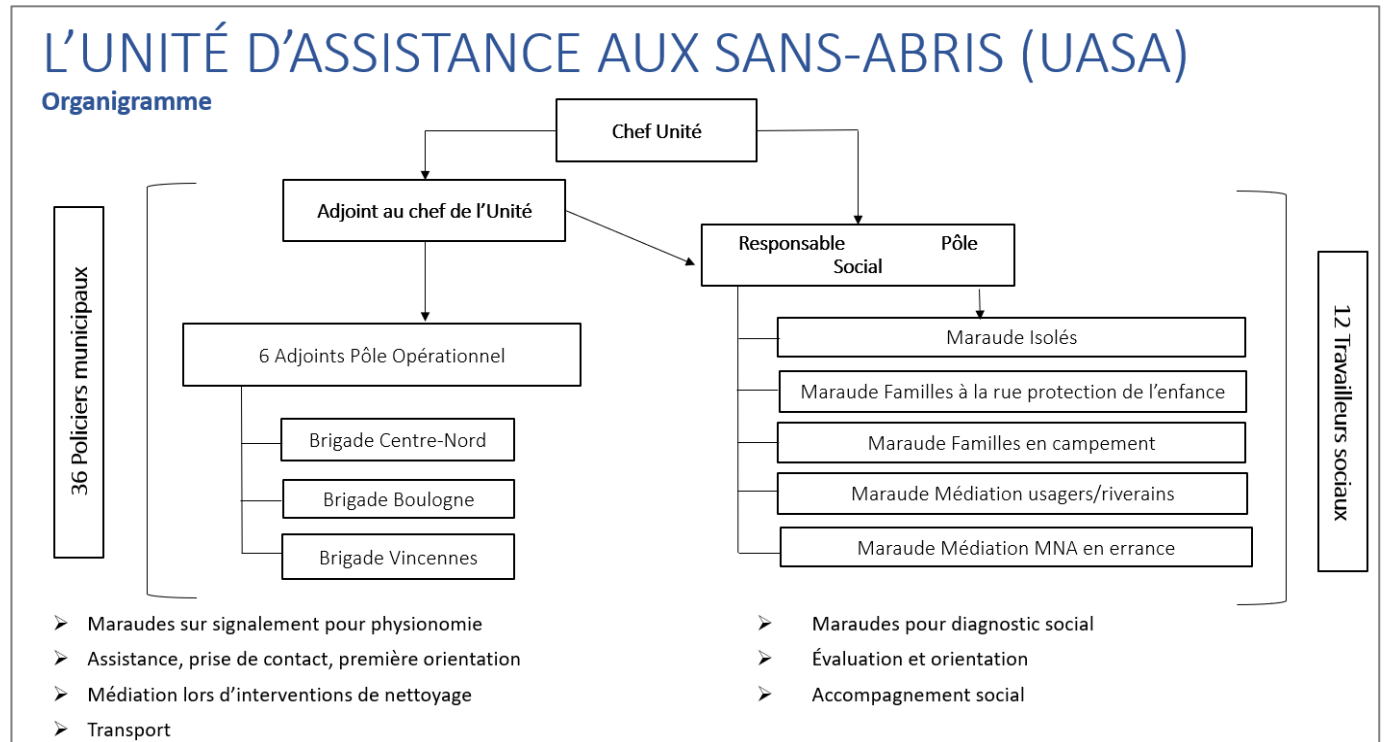 L’UNITÉ D’ASSISTANCE AUX SANS-ABRIS (UASA)
Organigramme
Chef Unité
Adjoint au chef de l’Unité
Responsable Pôle
Social
36 Policiers municipaux
6 Adjoints Pôle Opérationnel
Brigade Centre-Nord
Brigade Boulogne
Brigade Vincennes
Maraude Isolés
Maraude Familles à la rue protection de l’enfance
Maraude Familles en campement
Maraude Médiation usagers/riverains
Maraude Médiation MNA en errance
12 Travailleurs sociaux
➢ Maraudes sur signalement pour physionomie
➢ Assistance, prise de contact, première orientation
➢ Médiation lors d’interventions de nettoyage
➢ Transport
➢ Maraudes pour diagnostic social
➢ Évaluation et orientation
➢ Accompagnement social